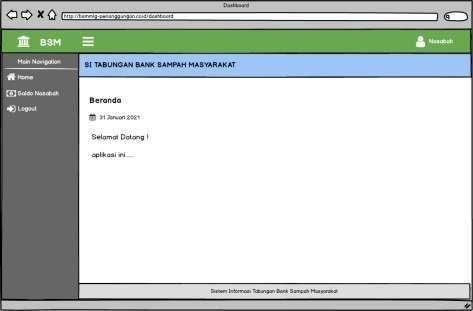 Dashboard
http://bsmmlg-penanggungan.co.id/dashboard
BSM
Nasabah
Main Navigation
SI TABUNGAN BANK SAMPAH MASYARAKAT
Home
Saldo Nasabah
Logout
Beranda
31 Januari 2021
Selamat Datang !
aplikasi ini.....
Sistem Informasi Tabungan Bank Sampah Masyarakat